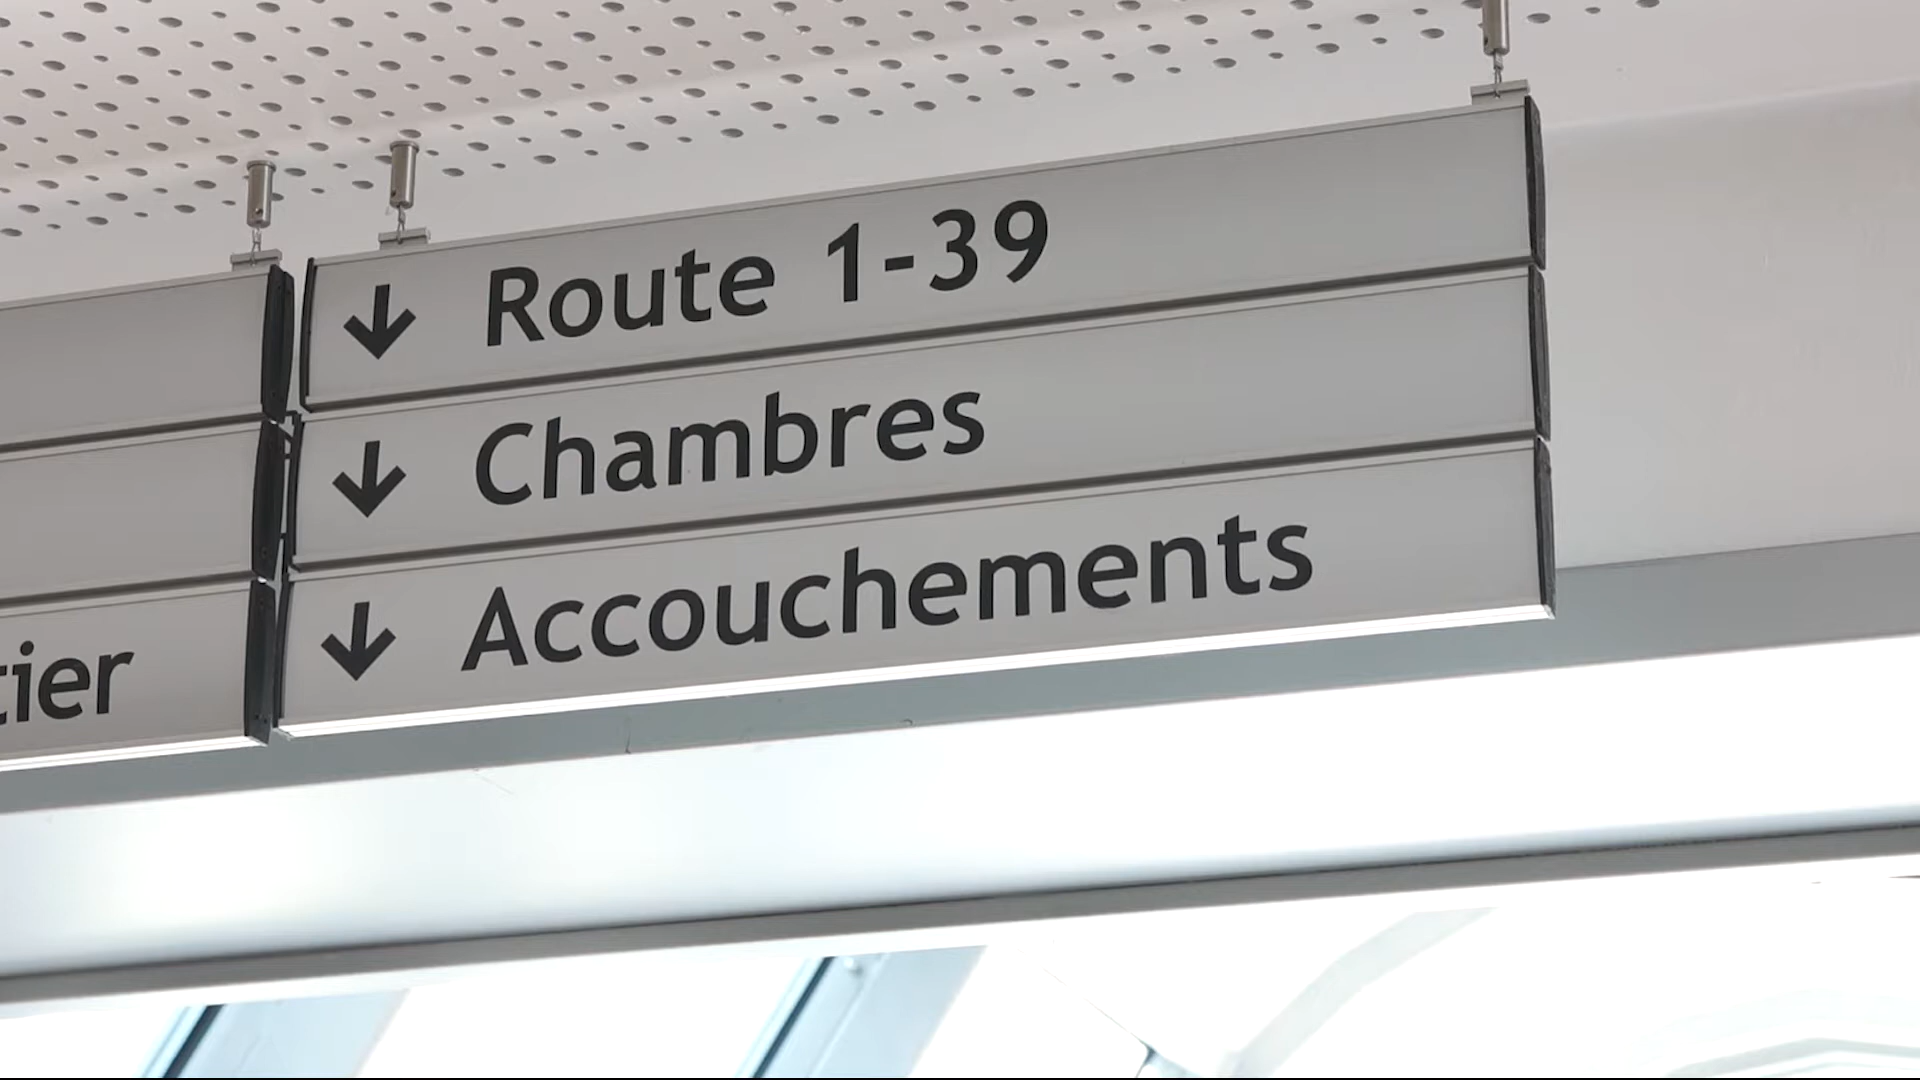 ↓ Route 1-39
↓ Chambres
↓ Accouchements